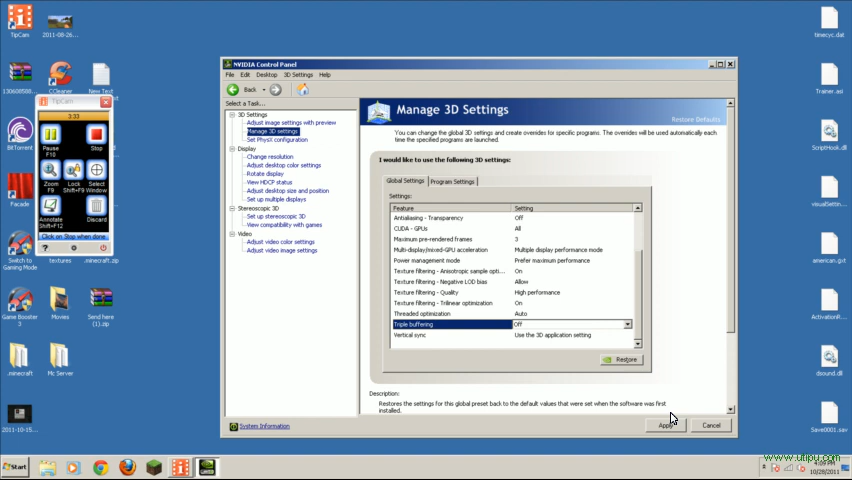 TipCam
2011-08-26...
130608588...
CCleaner
New Text
BitTorrent
Facade
Switch to
Gaming Mode
textures
.minecraft.zip
Game Booster
3
Movies
Send here
(1).zip
.minecraft
Mc Server
2011-10-15...
TipCam
3:33
Pause
F10
Stop
Zoom
F9
Lock
Shift+F9
Select
Window
Annotate
Shift+F12
Discard
Click on Stop when done
?
NVIDIA Control Panel
File Edit Desktop 3D Settings Help
Back
Select a Task...
3D Settings
Adjust image settings with preview
Manage 3D settings
Set PhysX configuration
Display
Change resolution
Adjust desktop color settings
Rotate display
View HDCP status
Adjust desktop size and position
Set up multiple displays
Stereoscopic 3D
Set up stereoscopic 3D
View compatibility with games
Video
Adjust video color settings
Adjust video image settings
System Information
Manage 3D Settings
Restore Defaults
You can change the global 3D settings and create overrides for specific programs. The overrides will be used automatically each
time the specified programs are launched.
I would like to use the following 3D settings:
Global Settings Program Settings
Settings:
Feature Setting
Antialiasing - Transparency Off
CUDA - GPUs All
Maximum pre-rendered frames 3
Multi-display/mixed-GPU acceleration Multiple display performance mode
Power management mode Prefer maximum performance
Texture filtering - Anisotropic sample opti... On
Texture filtering - Negative LOD bias Allow
Texture filtering - Quality High performance
Texture filtering - Trilinear optimization On
Threaded optimization Auto
Triple buffering Off
Vertical sync Use the 3D application setting
Restore
Description:
Restores the settings for this global preset back to the default values that were set when the software was first
installed.
Apply Cancel
timecyc.dat
Trainer.asi
ScriptHook.dll
visualSettin...
american.gxt
ActivationR...
dsound.dll
Save0001.sav
Start
www.utipu.com
4:09 PM
10/28/2011